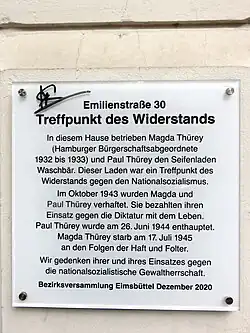 Emilienstraße 30
Treffpunkt des Widerstands
In diesem Hause betrieben Magda Thürey
(Hamburger Bürgerschaftsabgeordnete
1932 bis 1933) und Paul Thürey den Seifenladen
Waschbär. Dieser Laden war ein Treffpunkt des
Widerstands gegen den Nationalsozialismus.
Im Oktober 1943 wurden Magda und
Paul Thürey verhaftet. Sie bezahlten ihren
Einsatz gegen die Diktatur mit dem Leben.
Paul Thürey wurde am 26. Juni 1944 enthauptet.
Magda Thürey starb am 17. Juli 1945
an den Folgen der Haft und Folter.
Wir gedenken ihrer und ihres Einsatzes gegen
die nationalsozialistische Gewaltherrschaft.
Bezirksversammlung Eimsbüttel Dezember 2020